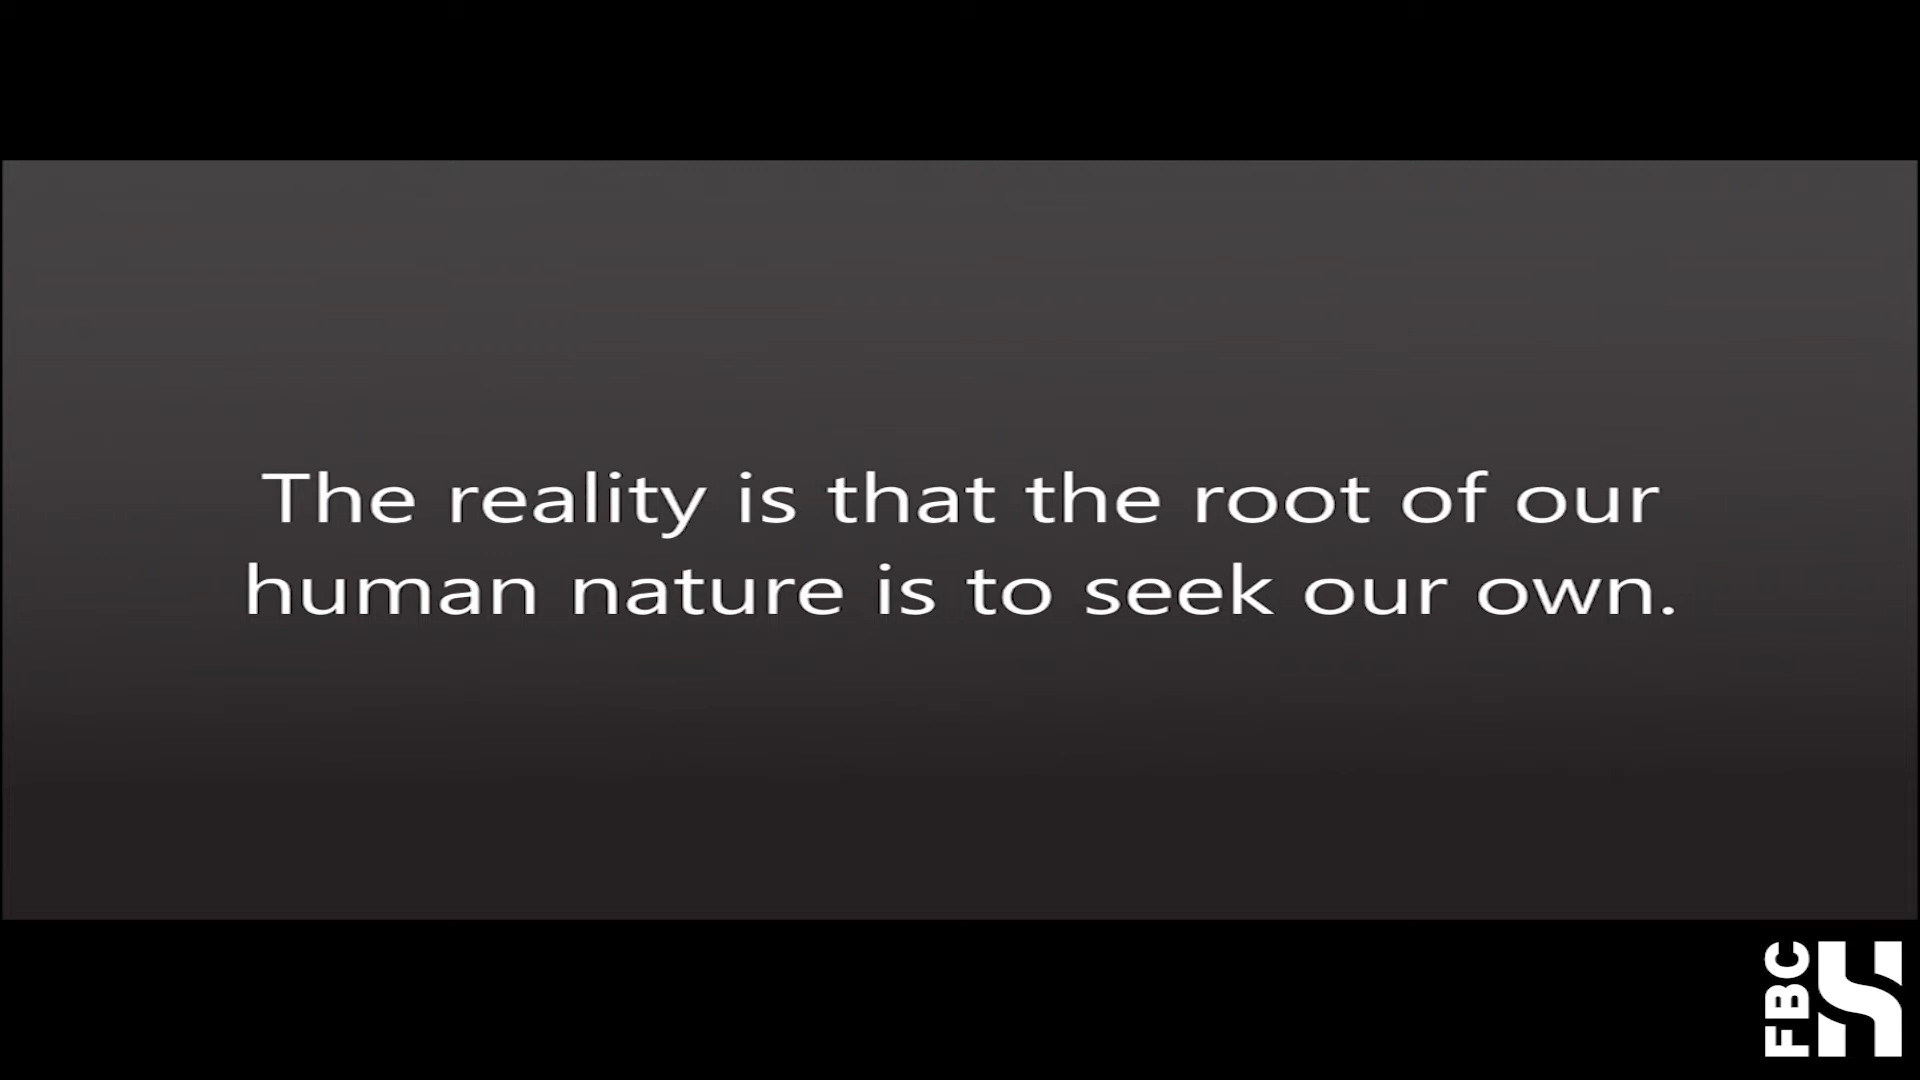 The reality is that the root of our
human nature is to seek our own.
FBC